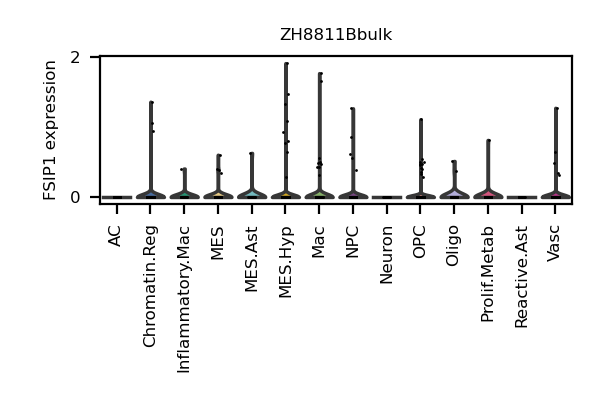 ZH8811Bbulk
FSIP1 expression
2
0
AC
Chromatin.Reg
Inflammatory.Mac
MES
MES.Ast
MES.Hyp
Mac
NPC
Neuron
OPC
Oligo
Prolif.Metab
Reactive.Ast
Vasc